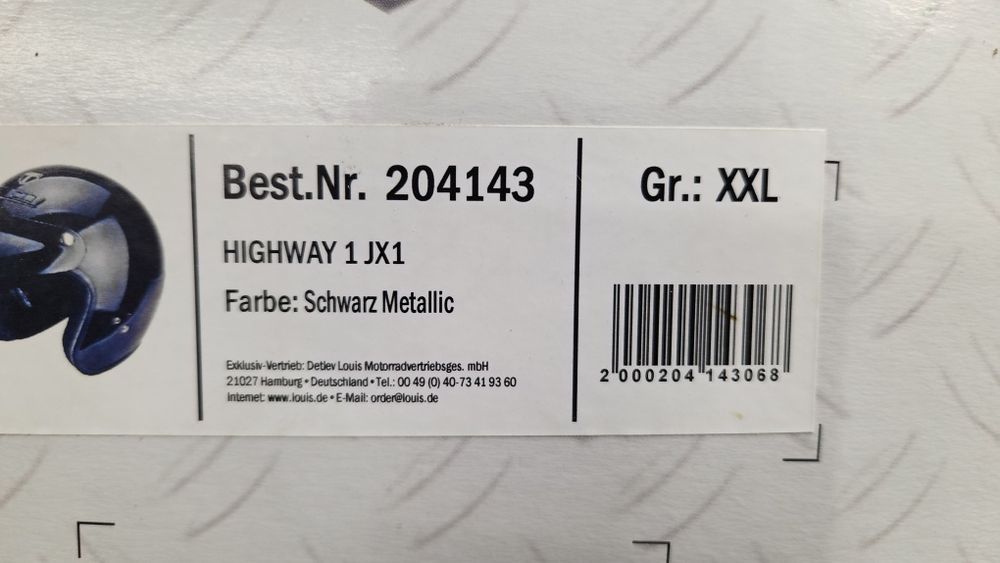 Best.Nr. 204143
HIGHWAY 1 JX1
Farbe: Schwarz Metallic
Exklusiv-Vertrieb: Detlev Louis Motorradvertriebsges. mbH
21027 Hamburg • Deutschland • Tel.: 00 49 (0) 40-73 41 93 60
Internet: www.louis.de • E-Mail: order@louis.de
Gr.: XXL
2 000204 143068